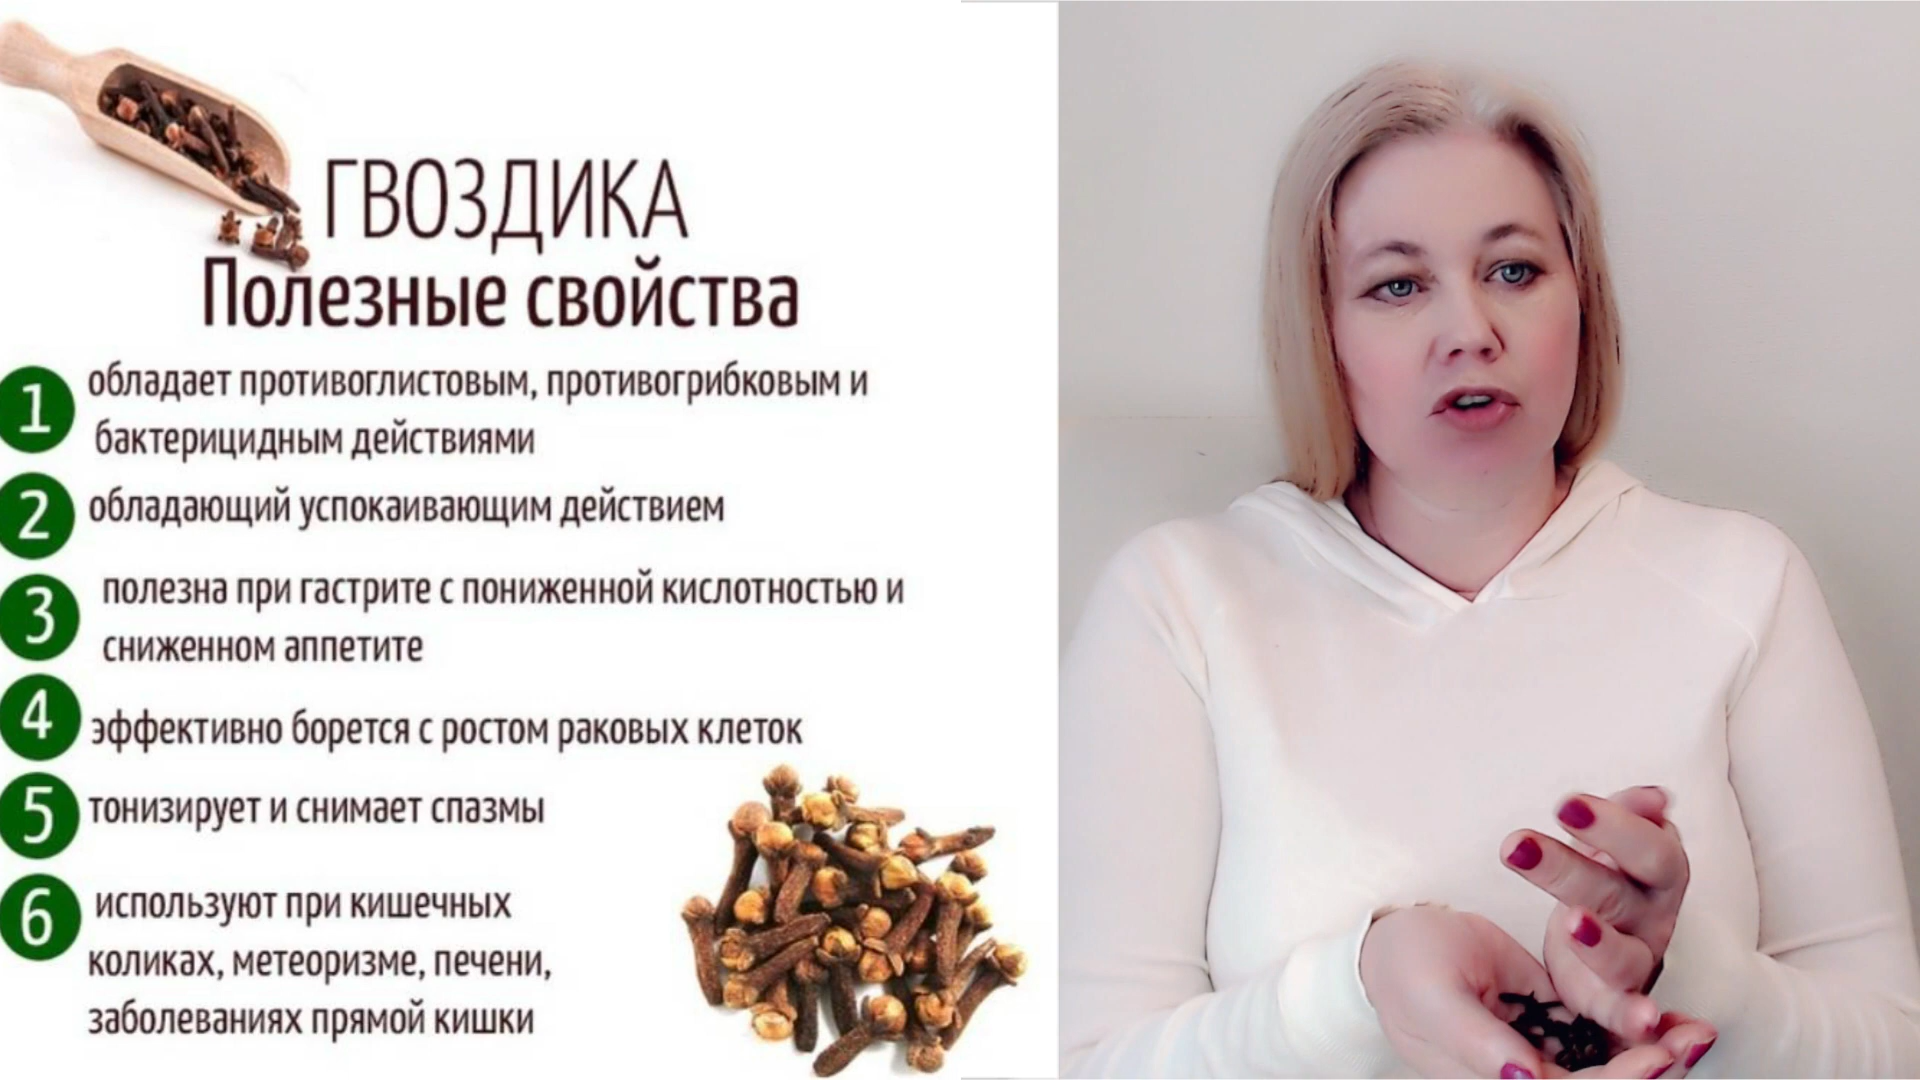 ГВОЗДИКА
Полезные свойства
1 обладает противоглистовым, противогрибковым и
бактерицидным действиями
2 обладающий успокаивающим действием
3 полезна при гастрите с пониженной кислотностью и
сниженном аппетите
4 эффективно борется с ростом раковых клеток
5 тонизирует и снимает спазмы
6 используют при кишечных
коликах, метеоризме, печени,
заболеваниях прямой кишки